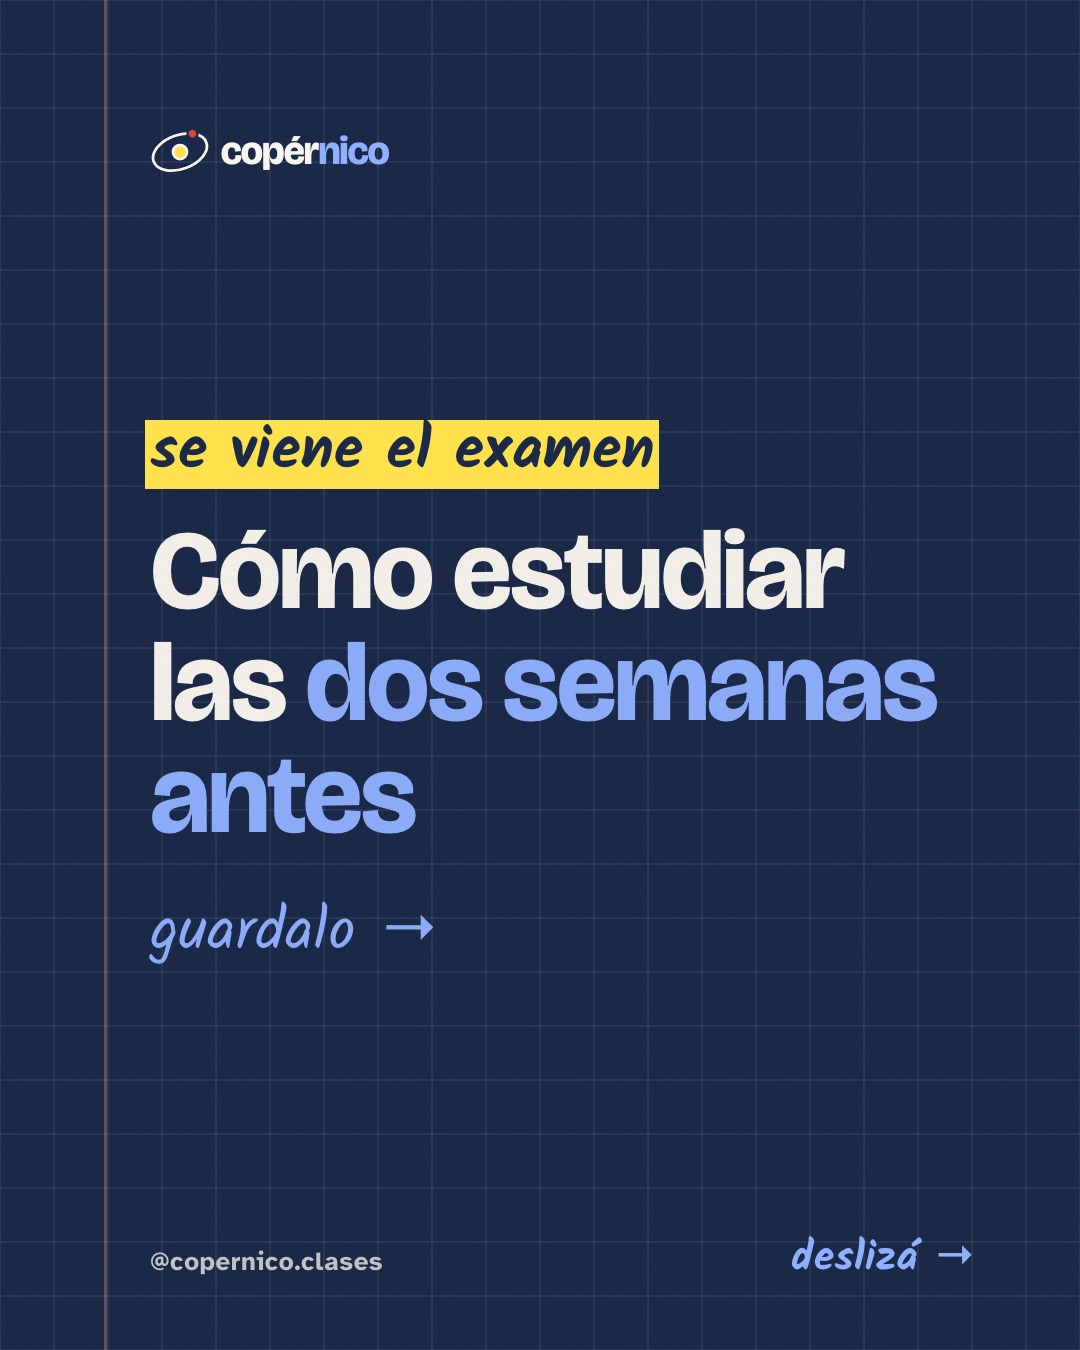 copérnico
se viene el examen
Cómo estudiar
las dos semanas
antes
guardalo →
@copernico.clases
deslizá →